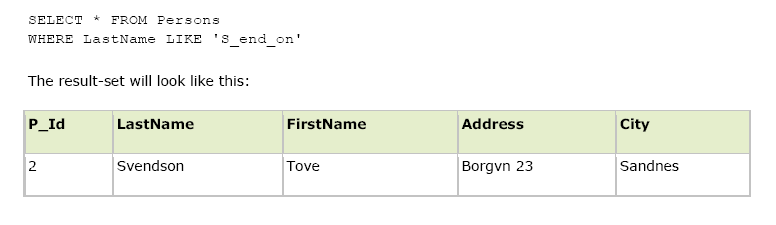 SELECT * FROM Persons
WHERE LastName LIKE 'S_end_on'
The result-set will look like this:
P_Id LastName FirstName Address City
2 Svendson Tove Borgvn 23 Sandnes